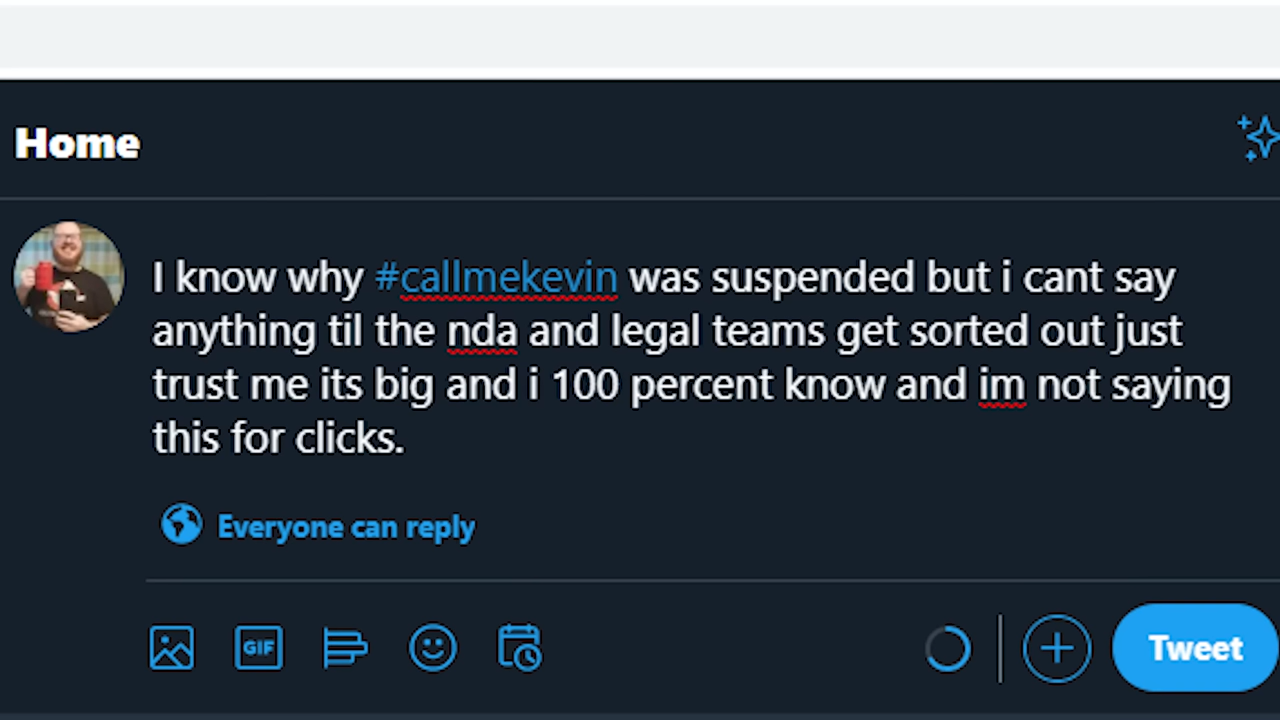 Home
I know why #callmekevin was suspended but i cant say
anything til the nda and legal teams get sorted out just
trust me its big and i 100 percent know and im not saying
this for clicks.
Everyone can reply
GIF
Tweet